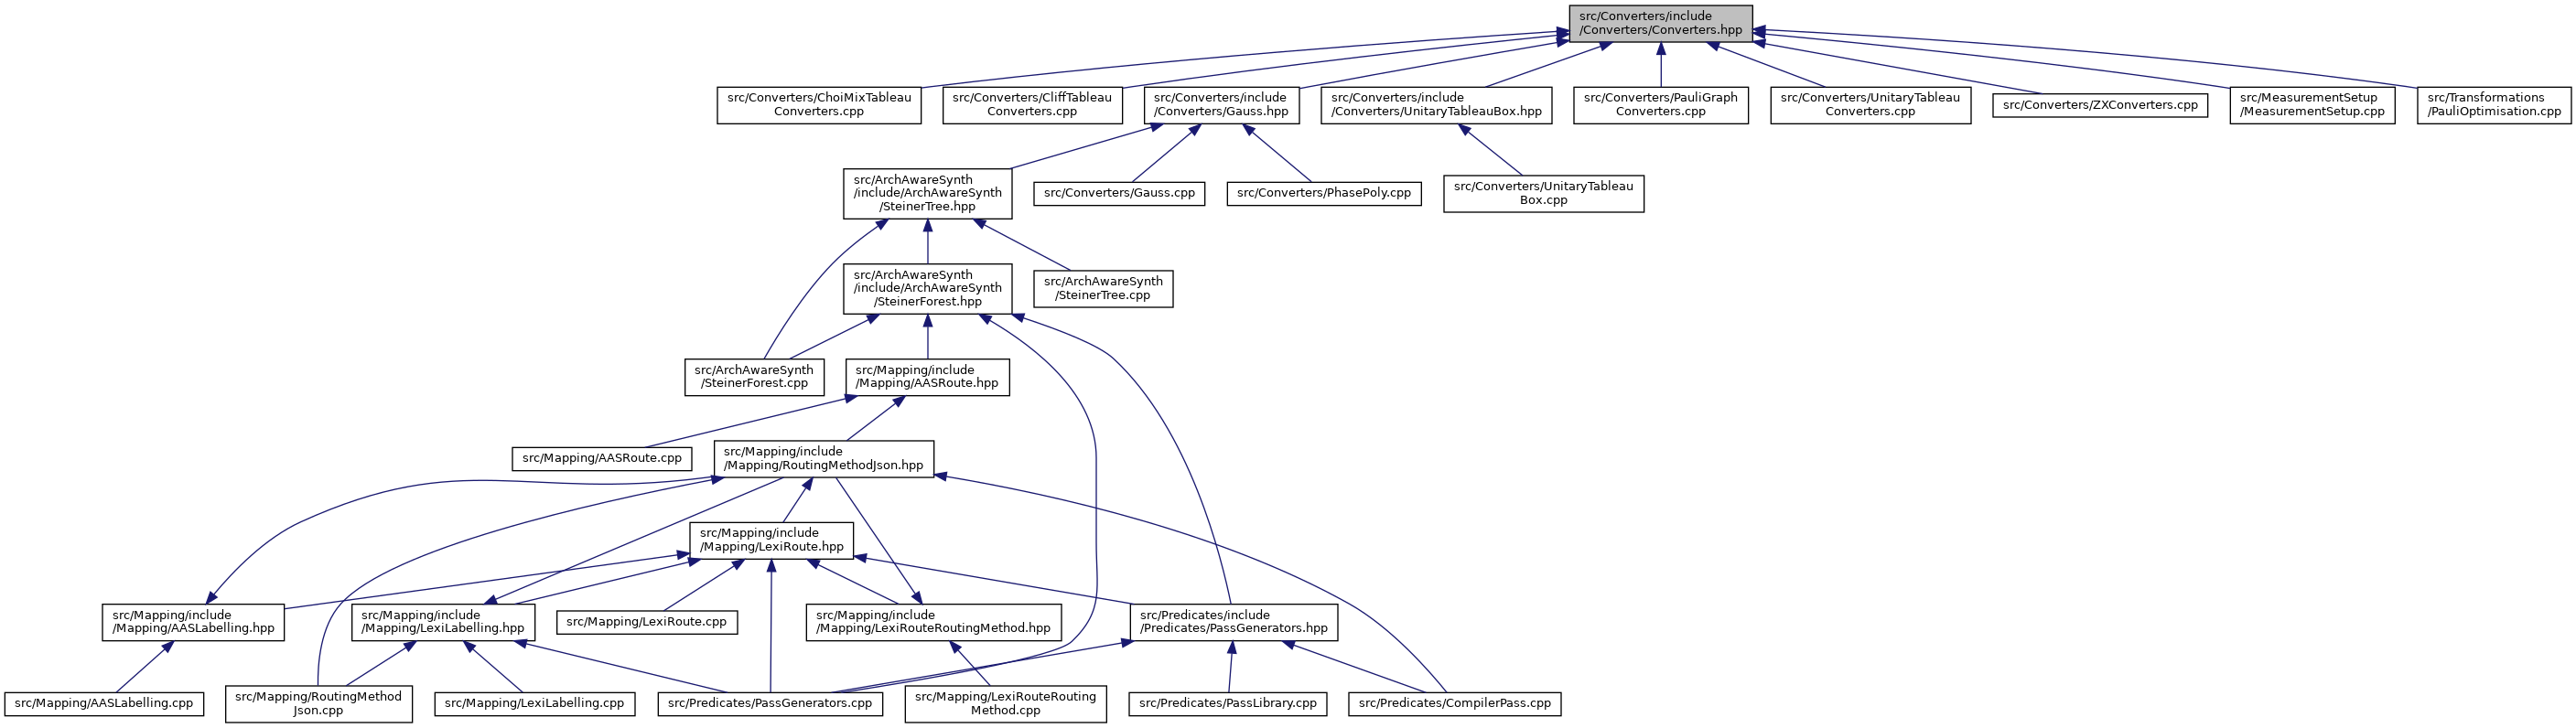 src/Converters/include
/Converters/Converters.hpp
src/Converters/ChoiMixTableau
Converters.cpp
src/Converters/CliffTableau
Converters.cpp
src/Converters/include
/Converters/Gauss.hpp
src/Converters/include
/Converters/UnitaryTableauBox.hpp
src/Converters/PauliGraph
Converters.cpp
src/Converters/UnitaryTableau
Converters.cpp
src/Converters/ZXConverters.cpp
src/MeasurementSetup
/MeasurementSetup.cpp
src/Transformations
/PauliOptimisation.cpp
src/ArchAwareSynth
/include/ArchAwareSynth
/SteinerTree.hpp
src/Converters/Gauss.cpp
src/Converters/PhasePoly.cpp
src/Converters/UnitaryTableau
Box.cpp
src/ArchAwareSynth
/include/ArchAwareSynth
/SteinerForest.hpp
src/ArchAwareSynth
/SteinerTree.cpp
src/ArchAwareSynth
/SteinerForest.cpp
src/Mapping/include
/Mapping/AASRoute.hpp
src/Mapping/AASRoute.cpp
src/Mapping/include
/Mapping/RoutingMethodJson.hpp
src/Mapping/include
/Mapping/LexiRoute.hpp
src/Mapping/include
/Mapping/AASLabelling.hpp
src/Mapping/include
/Mapping/LexiLabelling.hpp
src/Mapping/LexiRoute.cpp
src/Mapping/include
/Mapping/LexiRouteRoutingMethod.hpp
src/Predicates/include
/Predicates/PassGenerators.hpp
src/Mapping/AASLabelling.cpp
src/Mapping/RoutingMethod
Json.cpp
src/Mapping/LexiLabelling.cpp
src/Predicates/PassGenerators.cpp
src/Mapping/LexiRouteRouting
Method.cpp
src/Predicates/PassLibrary.cpp
src/Predicates/CompilerPass.cpp